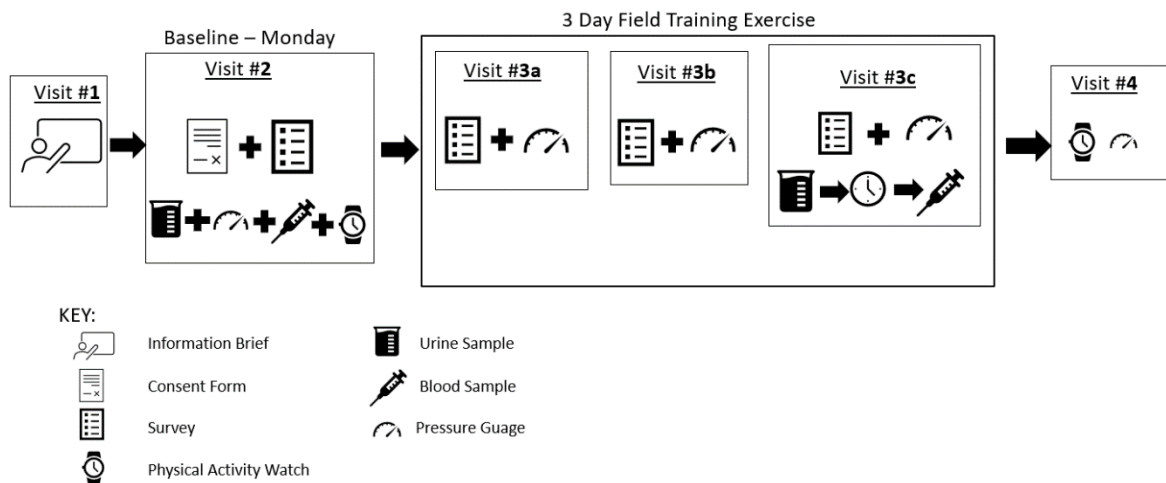 3 Day Field Training Exercise
Baseline – Monday
Visit #1
Visit #2
Visit #3a
Visit #3b
Visit #3c
Visit #4
KEY:
Information Brief
Consent Form
Survey
Physical Activity Watch
Urine Sample
Blood Sample
Pressure Guage